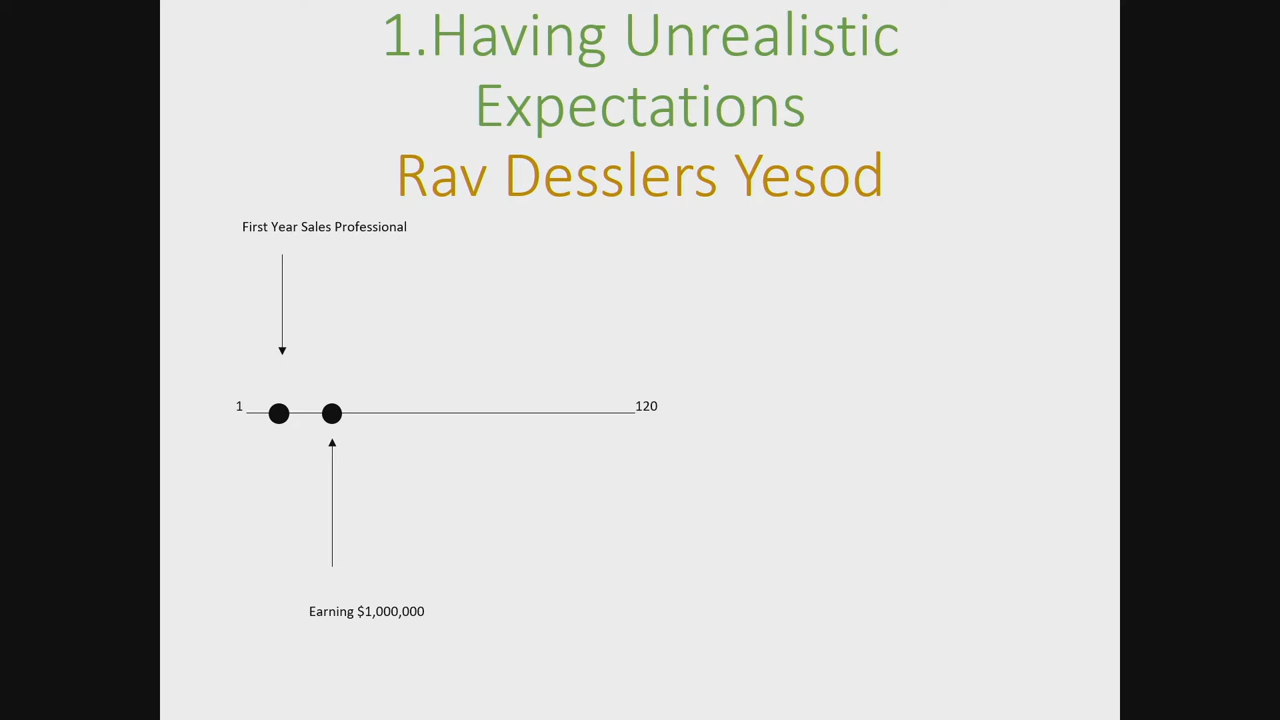 1.Having Unrealistic
Expectations
Rav Desslers Yesod
First Year Sales Professional
1
120
Earning $1,000,000